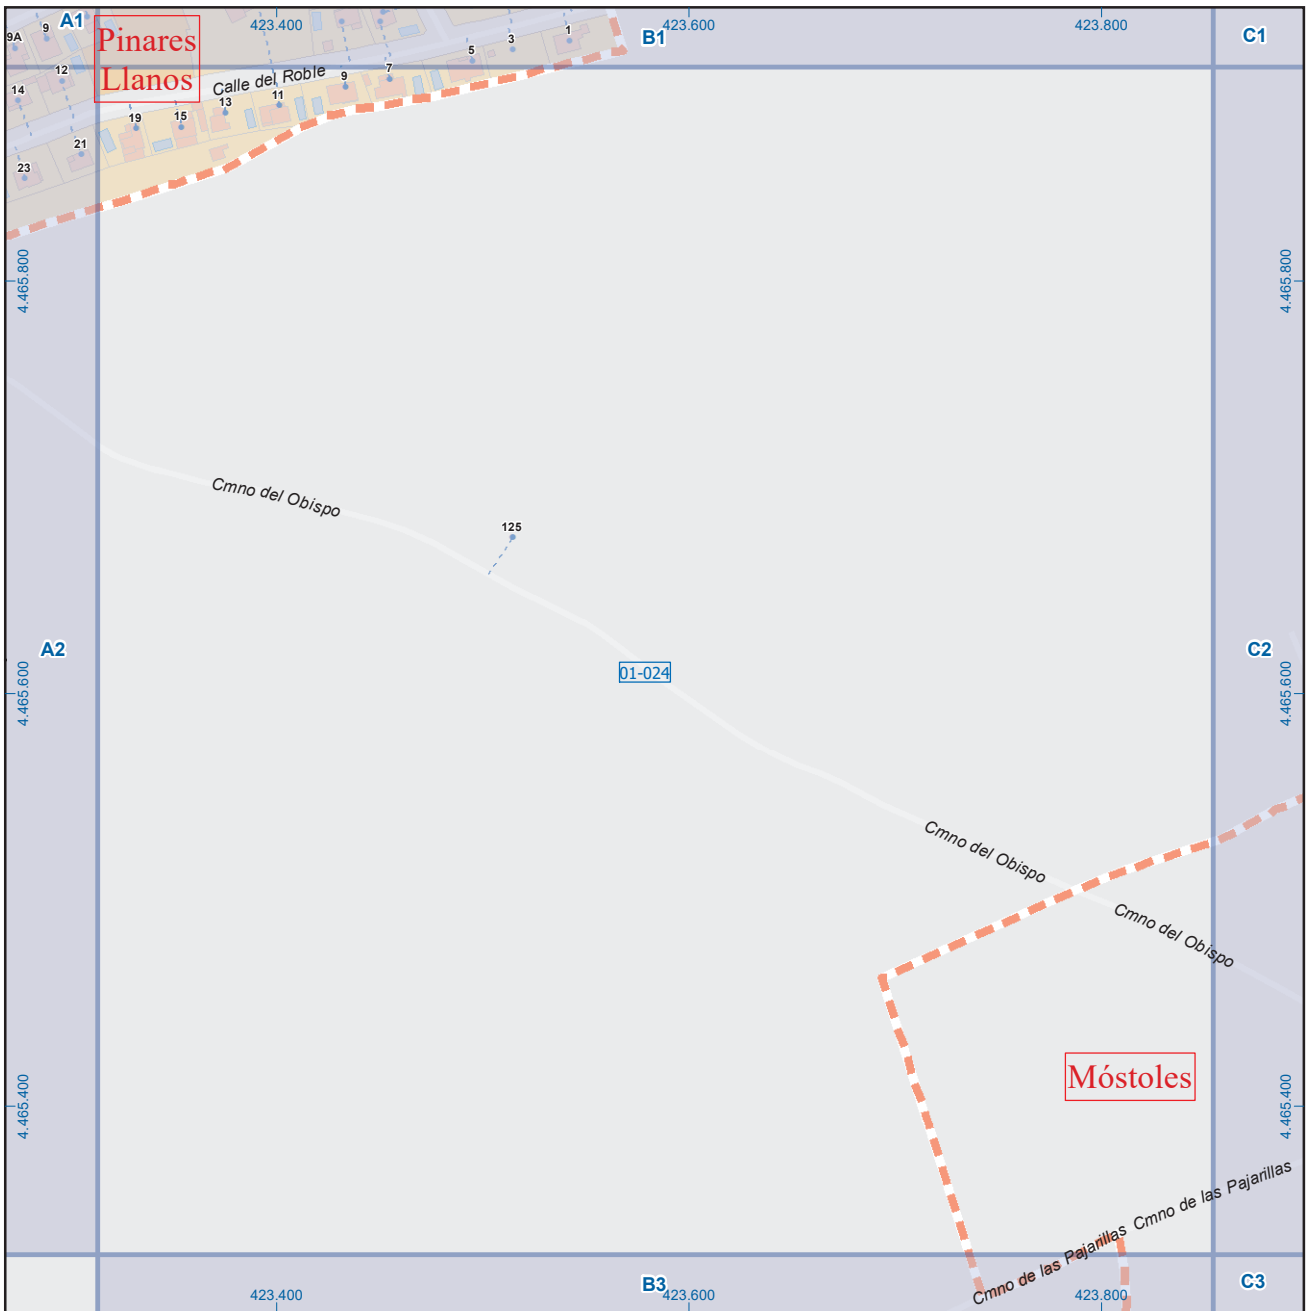 A1
423.400
B1
423.600
423.800
C1
9A
9
Pinares
Llanos
5
3
1
14
12
Calle del Roble
9
7
19
15
13
11
23
21
4.465.800
4.465.800
Cmno del Obispo
125
A2
01-024
C2
4.465.600
4.465.600
Cmno del Obispo
Cmno del Obispo
Móstoles
4.465.400
4.465.400
Cmno de las Pajarillas
Cmno de las Pajarillas
423.400
B3
423.600
423.800
C3